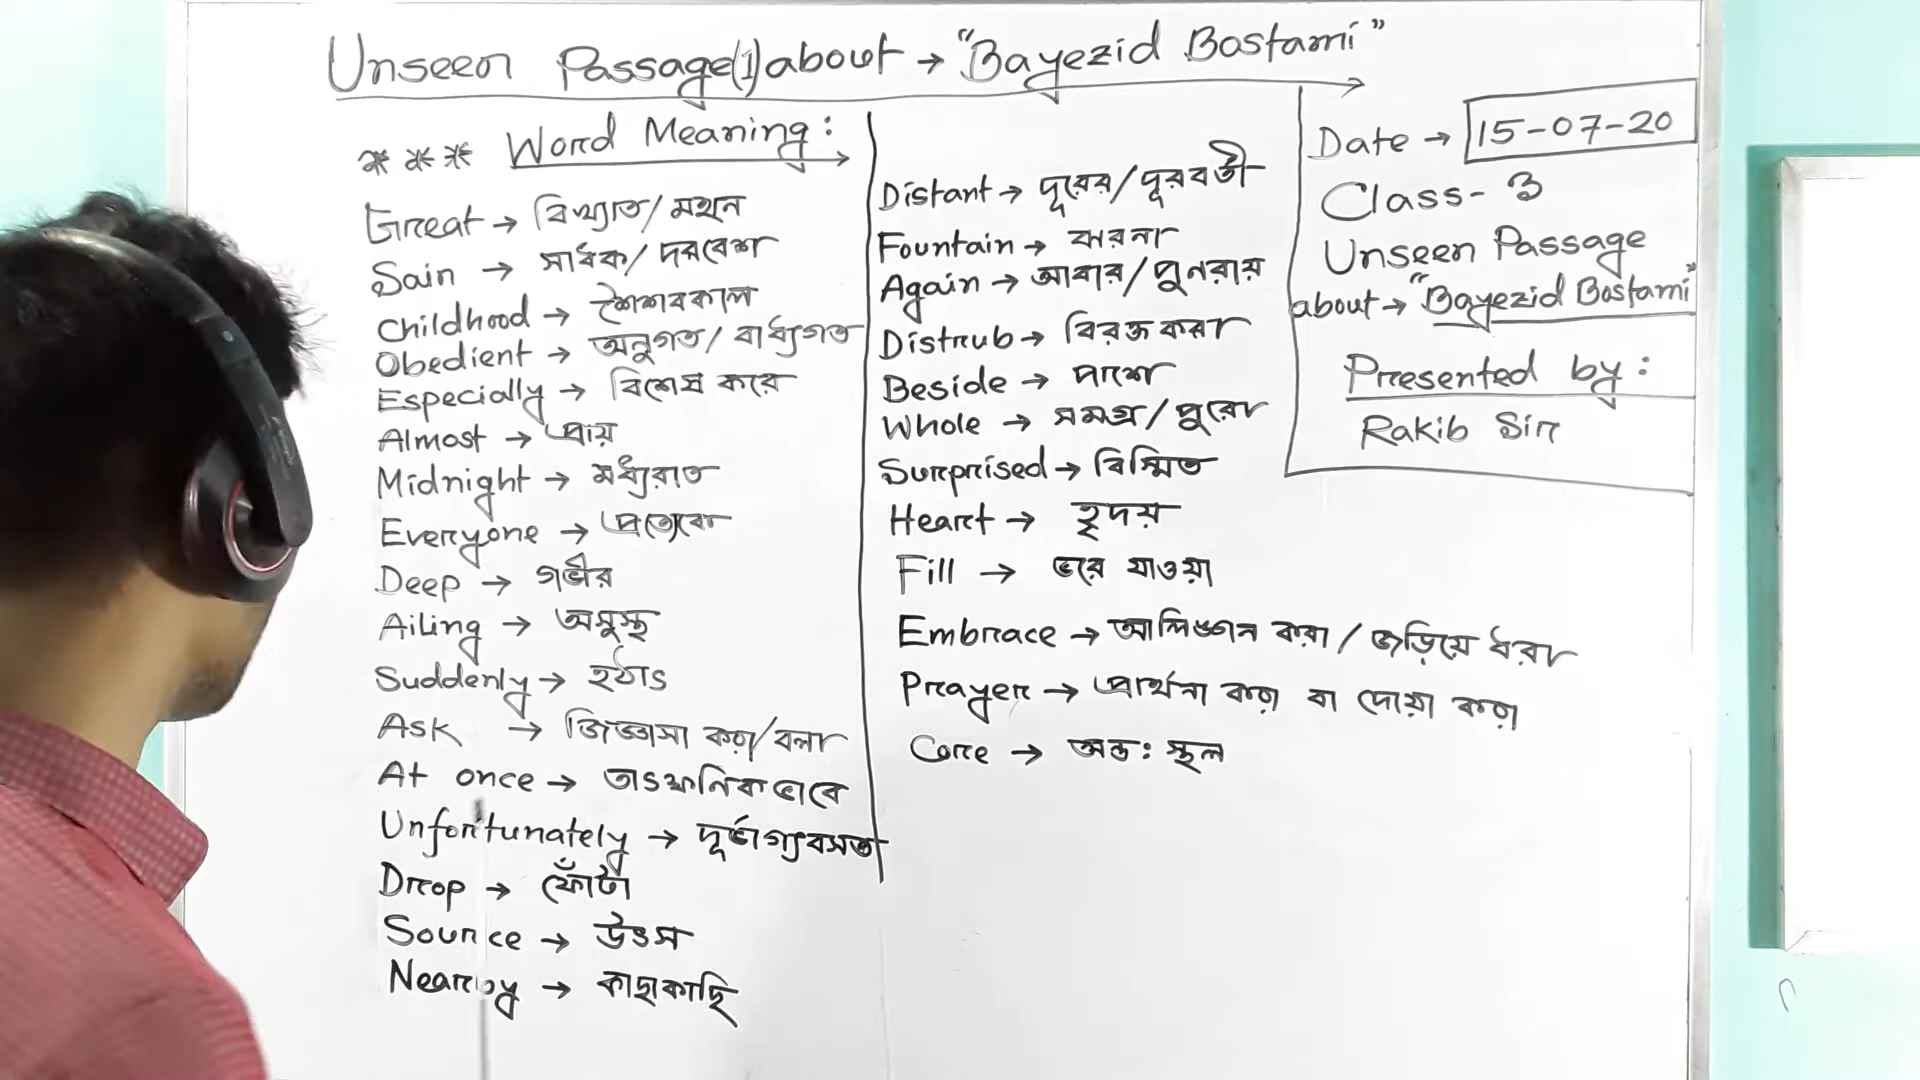 Unseen Passage(1) about → "Bayezid Bostami"
*** Word Meaning:
Great → বিখ্যাত/মহান
Sain → সাধক/দরবেশ
Childhood → শৈশবকাল
Obedient → অনুগত/বাধ্যগত
Especially → বিশেষ করে
Almost → প্রায়
Midnight → মধ্যরাত
Everyone → প্রত্যেকে
Deep → গভীর
Ailing → অসুস্থ
Suddenly → হঠাৎ
Ask → জিজ্ঞাসা করা/বলা
At once → তাৎক্ষনিকভাবে
Unfortunately → দূর্ভাগ্যবসত
Drop → ফোঁটা
Source → উৎস
Nearby → কাছাকাছি
Distant → দূরের/দূরবর্তী
Fountain → ঝরনা
Again → আবার/পুনরায়
Distrub → বিরক্ত করা
Beside → পাশে
Whole → সমগ্র/পুরো
Surprised → বিস্মিত
Heart → হৃদয়
Fill → ভরে যাওয়া
Embrace → আলিঙ্গন করা/জড়িয়ে ধরা
Prayer → প্রার্থনা করা বা দোয়া করা
Core → অন্ত: স্থল
Date → 15-07-20
Class- 3
Unseen Passage
about → "Bayezid Bostami"
Presented by:
Rakib Sir